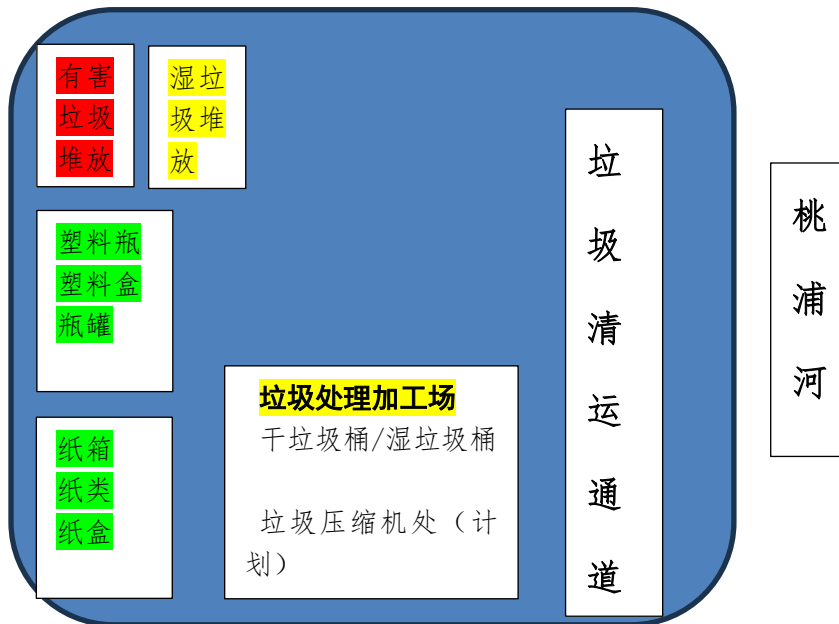 有害
垃圾
堆放
湿垃
圾堆
放
塑料瓶
塑料盒
瓶罐
纸箱
纸类
纸盒
垃圾处理加工场
干垃圾桶/湿垃圾桶
垃圾压缩机处（计
划）
垃
圾
清
运
通
道
桃
浦
河